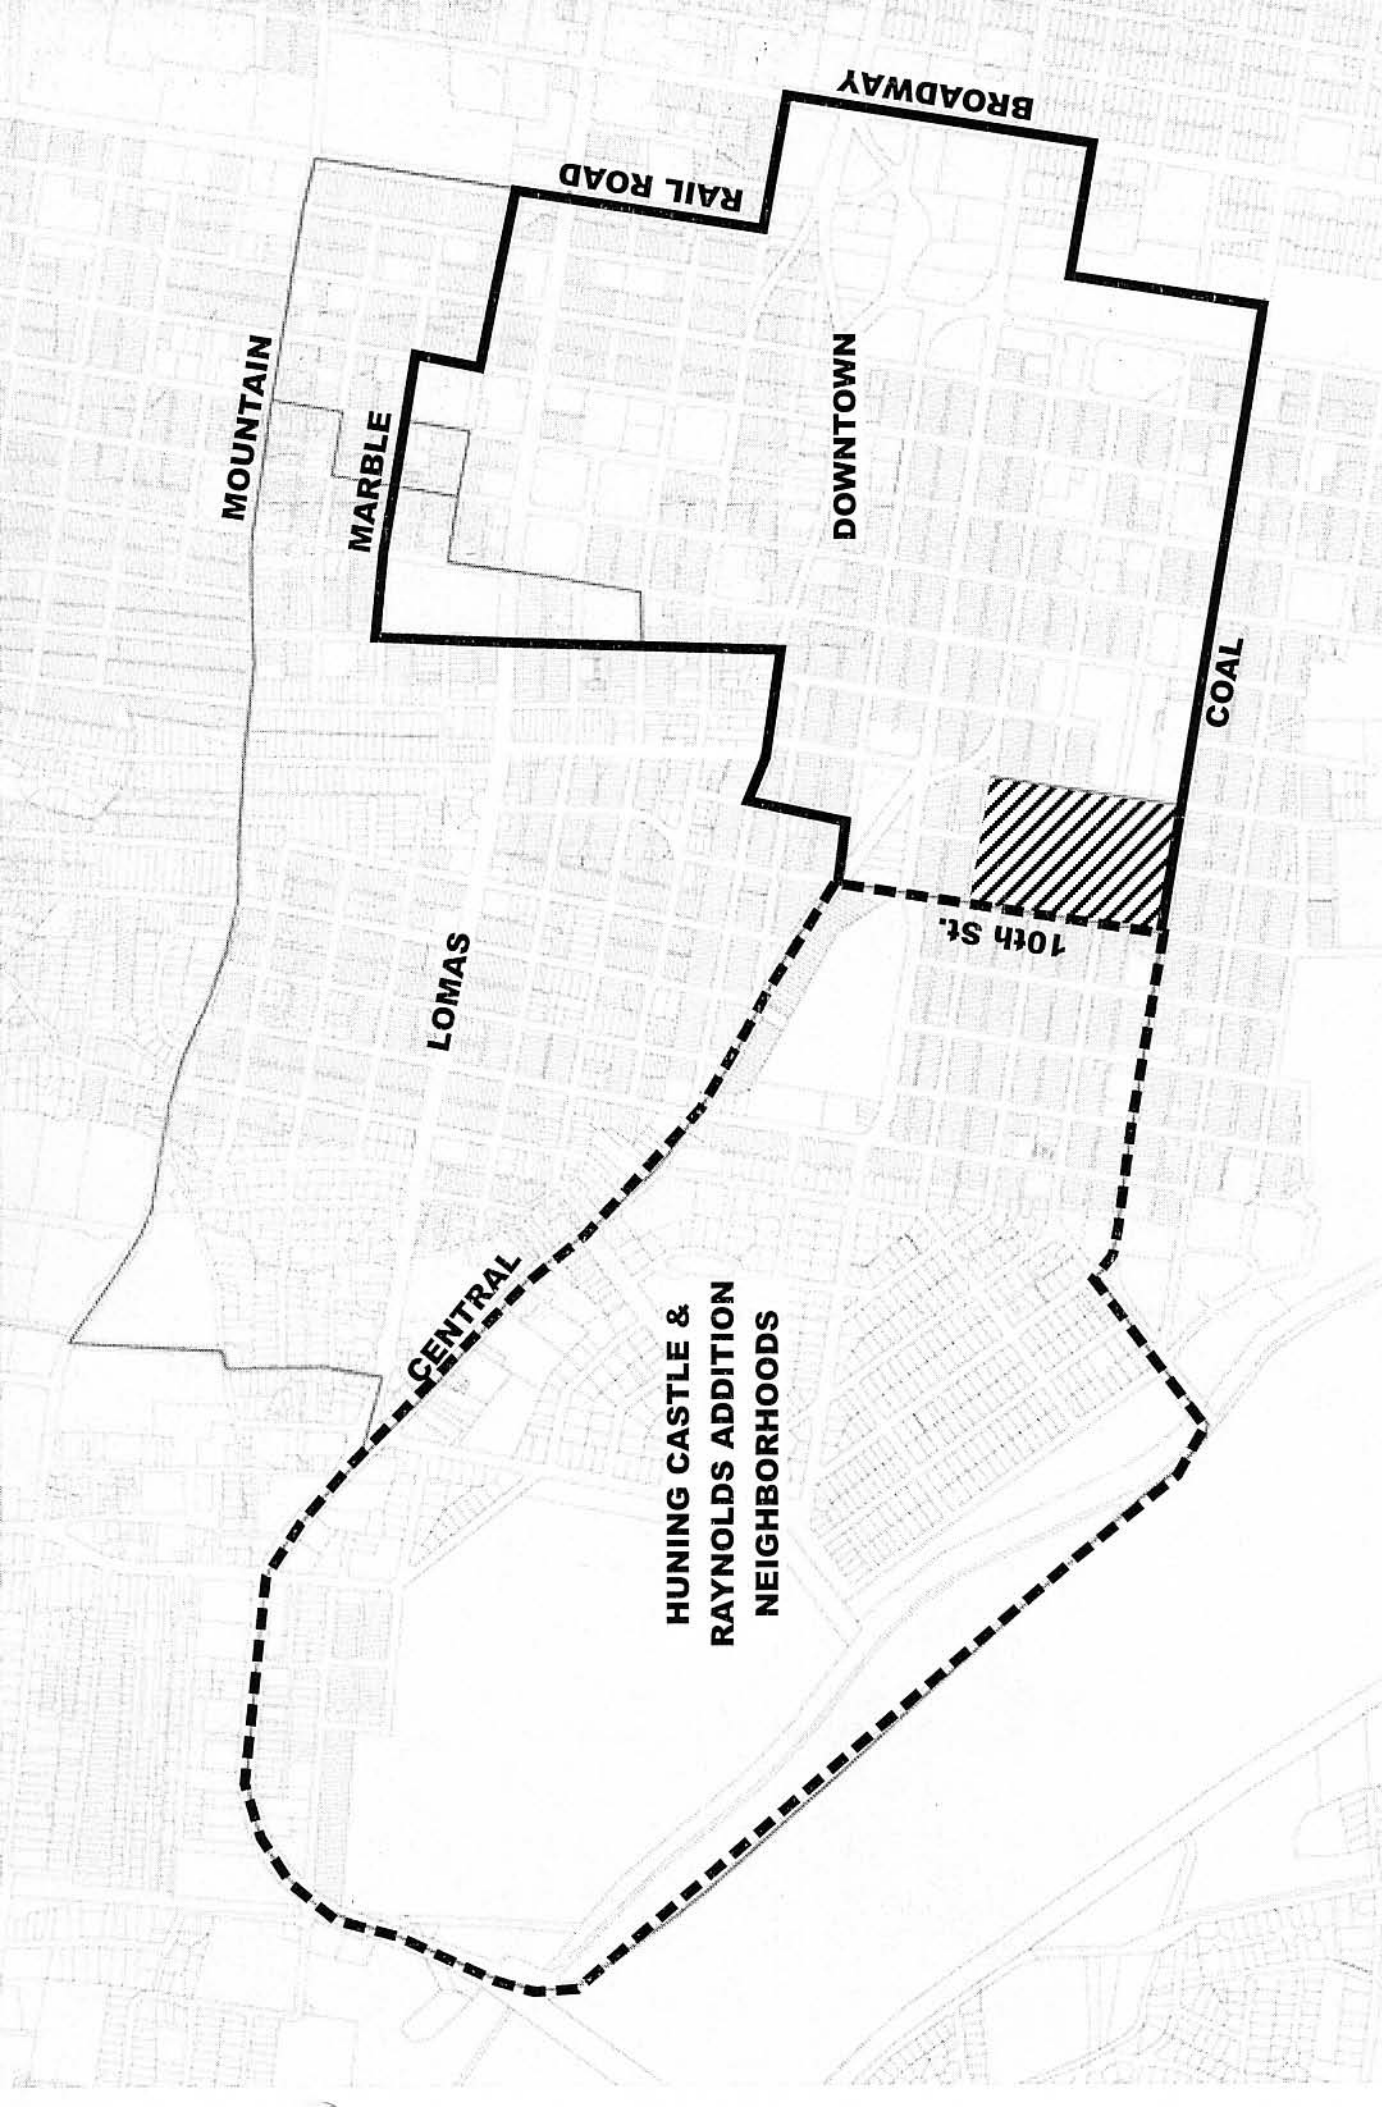 MOUNTAIN
MARBLE
RAIL ROAD
BROADWAY
DOWNTOWN
COAL
10th St.
LOMAS
CENTRAL
HUNING CASTLE &
RAYNOLDS ADDITION
NEIGHBORHOODS